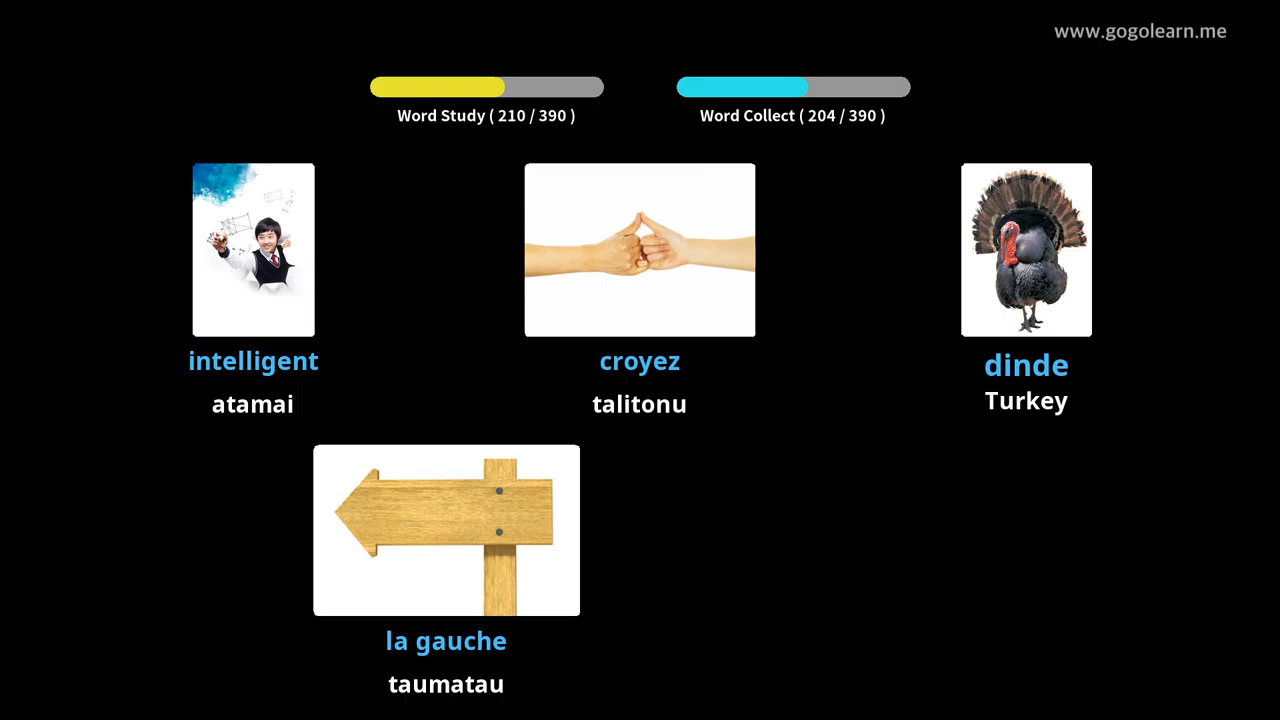 www.gogolearn.me
Word Study ( 210 / 390 )
Word Collect ( 204 / 390 )
intelligent
atamai
croyez
talitonu
dinde
Turkey
la gauche
taumatau